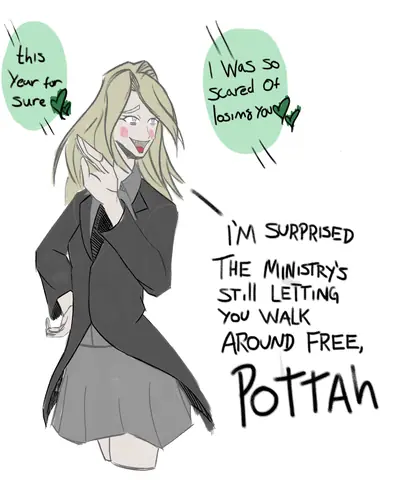 this
year for
sure
I Was so
scared of
losing you
I'M SURPRISED
THE MINISTRY'S
still LETTING
YOU WALK
AROUND FREE,
POTTAh